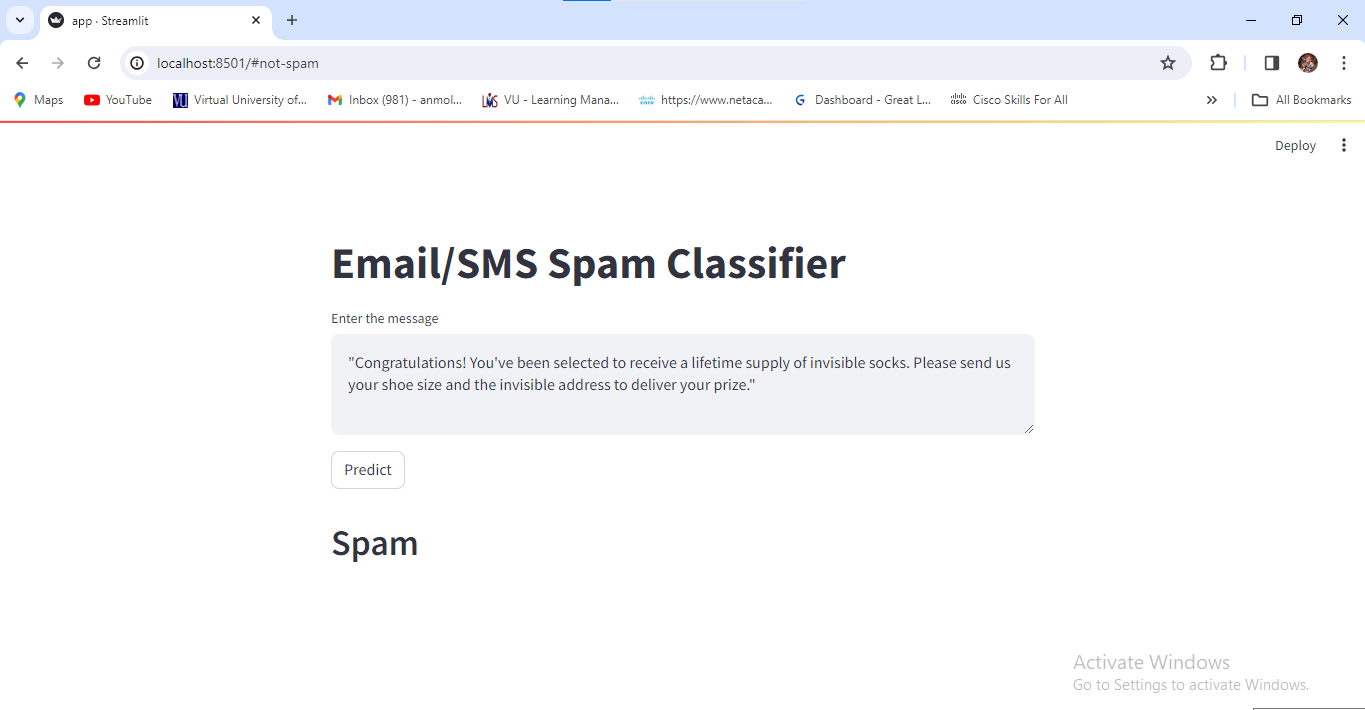 app · Streamlit
localhost:8501/#not-spam
Maps YouTube Virtual University of... Inbox (981) - anmol... VU - Learning Mana... https://www.netaca... Dashboard - Great L... Cisco Skills For All » All Bookmarks
Deploy
Email/SMS Spam Classifier
Enter the message
"Congratulations! You've been selected to receive a lifetime supply of invisible socks. Please send us
your shoe size and the invisible address to deliver your prize."
Predict
Spam
Activate Windows
Go to Settings to activate Windows.